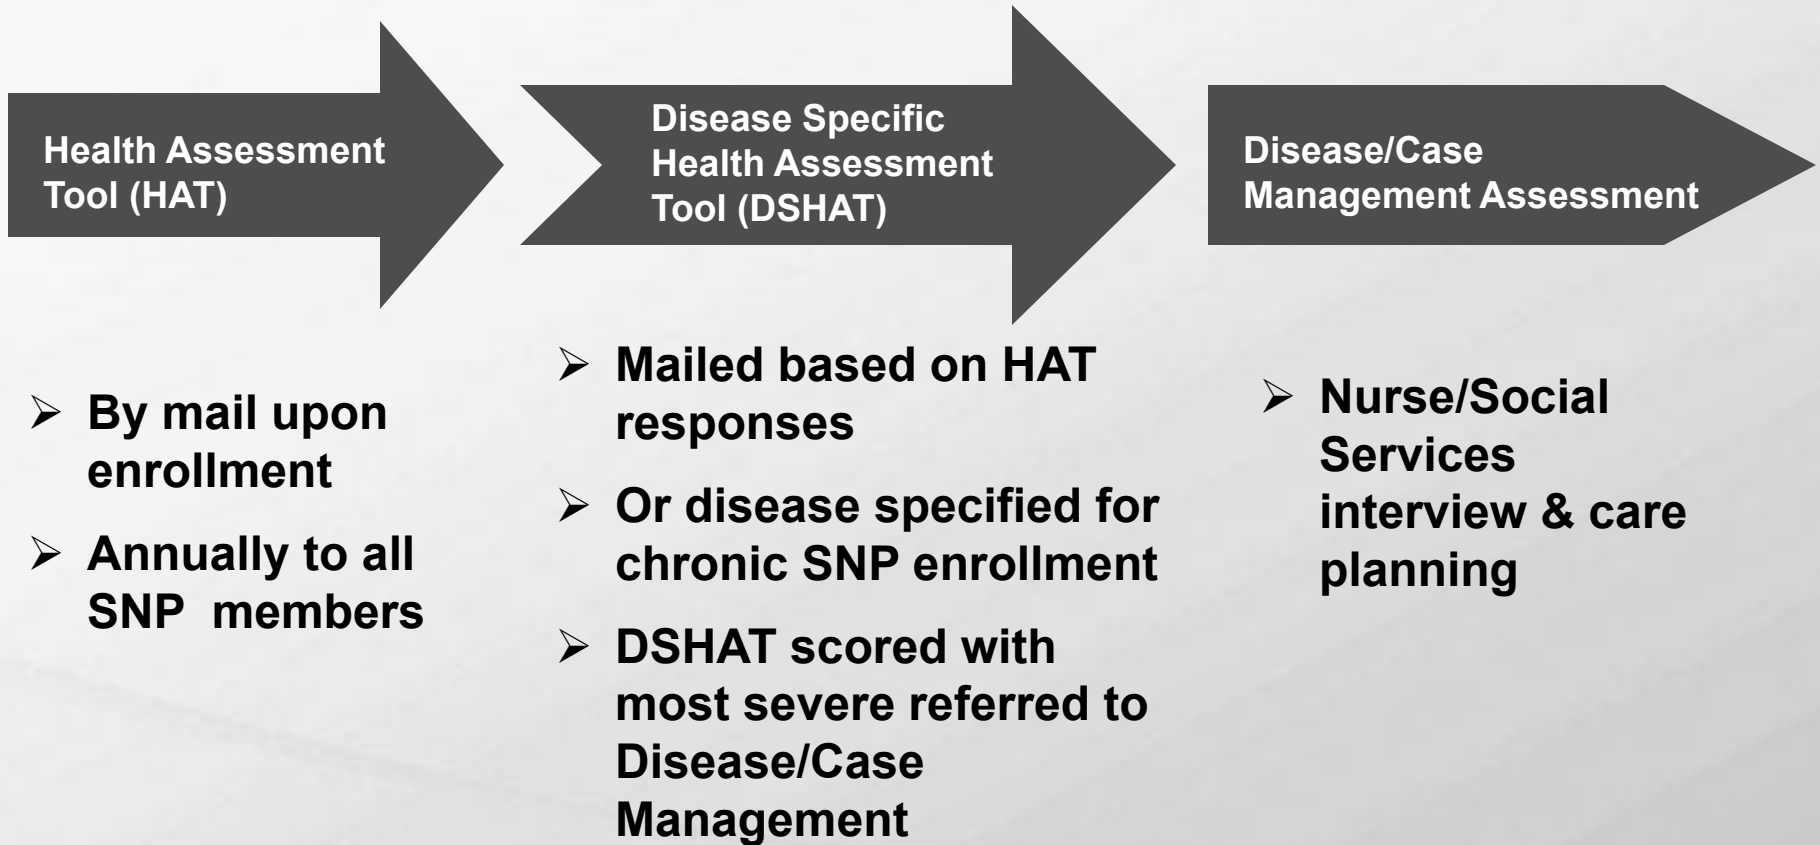 Health Assessment
Tool (HAT)
➢ By mail upon
enrollment
➢ Annually to all
SNP members
Disease Specific
Health Assessment
Tool (DSHAT)
➢ Mailed based on HAT
responses
➢ Or disease specified for
chronic SNP enrollment
➢ DSHAT scored with
most severe referred to
Disease/Case
Management
Disease/Case
Management Assessment
➢ Nurse/Social
Services
interview & care
planning